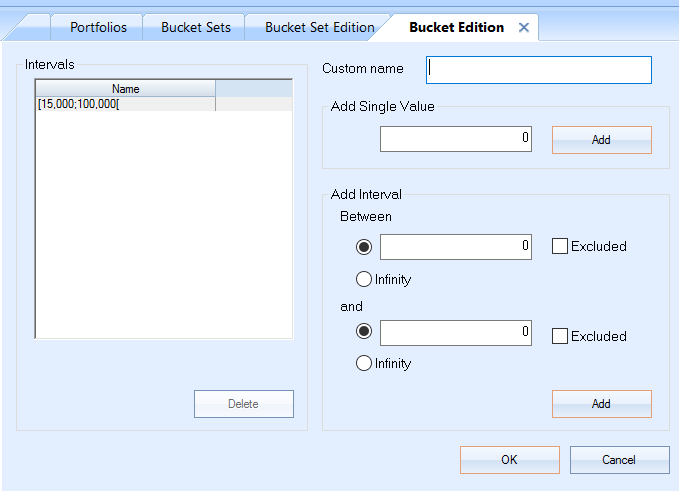 Portfolios
Bucket Sets
Bucket Set Edition
Bucket Edition
Intervals
Name
[15,000;100,000[
Delete
Custom name
Add Single Value
0
Add
Add Interval
Between
0
Excluded
Infinity
and
0
Excluded
Infinity
Add
OK
Cancel